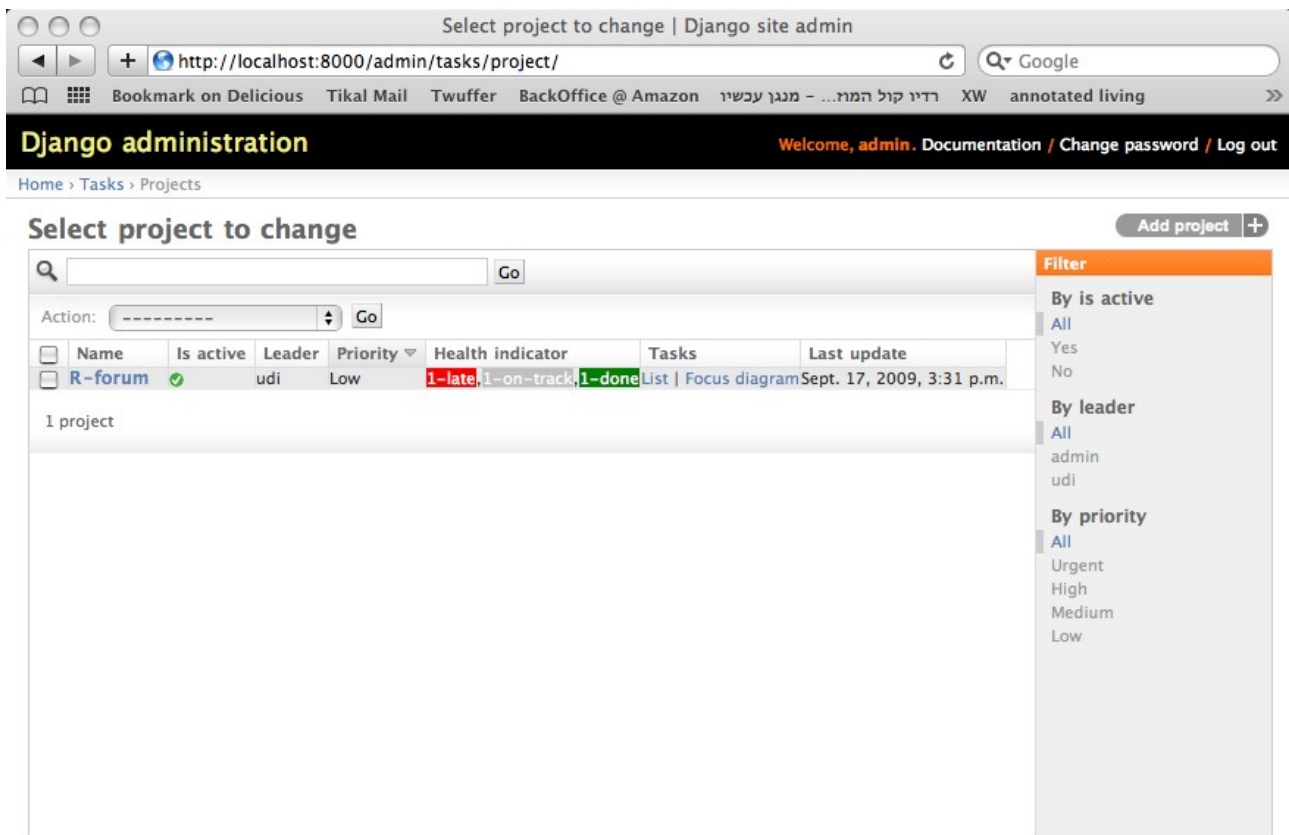 Select project to change | Django site admin
http://localhost:8000/admin/tasks/project/
Google
Bookmark on Delicious Tikal Mail Twuffer BackOffice @ Amazon רדיו קול המוז... – מנגן עכשיו XW annotated living
Django administration
Welcome, admin. Documentation / Change password / Log out
Home › Tasks › Projects
Select project to change
Add project
Go
Action: --------- Go
Name Is active Leader Priority Health indicator Tasks Last update
R-forum udi Low 1-late,1-on-track,1-done List | Focus diagram Sept. 17, 2009, 3:31 p.m.
1 project
Filter
By is active
All
Yes
No
By leader
All
admin
udi
By priority
All
Urgent
High
Medium
Low